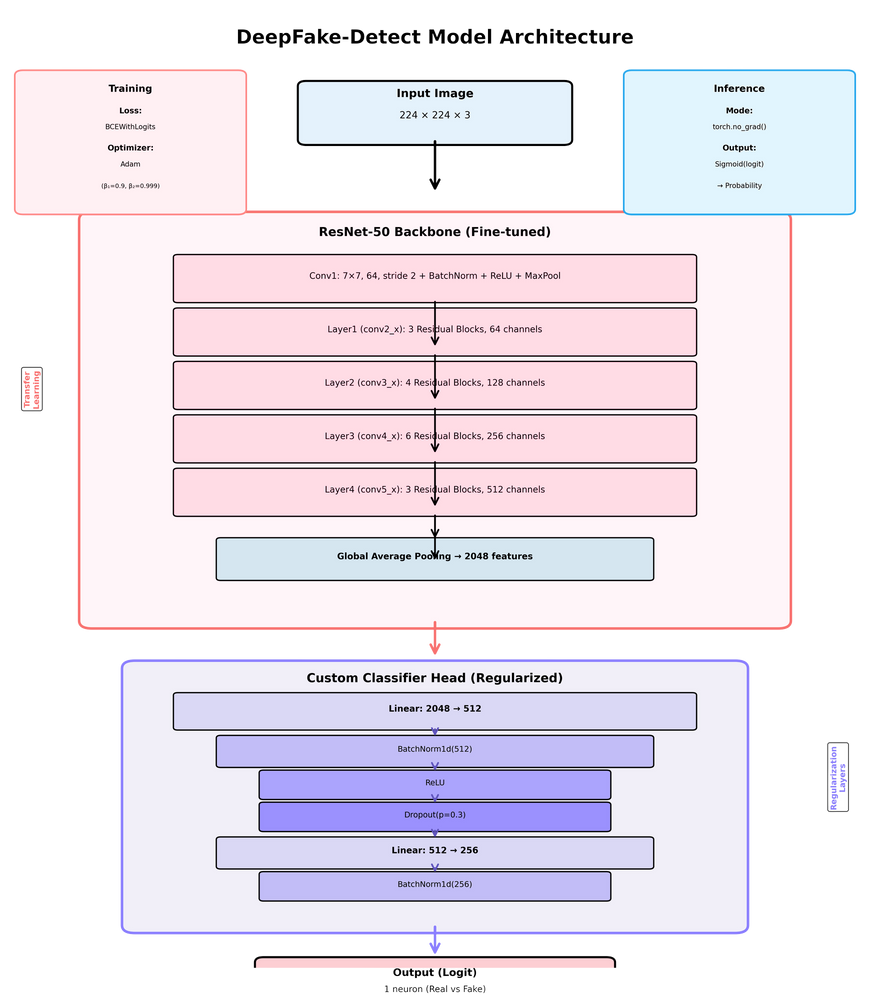 DeepFake-Detect Model Architecture
Training
Loss:
BCEWithLogits
Optimizer:
Adam
(β₁=0.9, β₂=0.999)
Input Image
224 × 224 × 3
Inference
Mode:
torch.no_grad()
Output:
Sigmoid(logit)
→ Probability
ResNet-50 Backbone (Fine-tuned)
Conv1: 7×7, 64, stride 2 + BatchNorm + ReLU + MaxPool
Layer1 (conv2_x): 3 Residual Blocks, 64 channels
Layer2 (conv3_x): 4 Residual Blocks, 128 channels
Layer3 (conv4_x): 6 Residual Blocks, 256 channels
Layer4 (conv5_x): 3 Residual Blocks, 512 channels
Global Average Pooling → 2048 features
Transfer
Learning
Custom Classifier Head (Regularized)
Linear: 2048 → 512
BatchNorm1d(512)
ReLU
Dropout(p=0.3)
Linear: 512 → 256
BatchNorm1d(256)
Regularization
Layers
Output (Logit)
1 neuron (Real vs Fake)